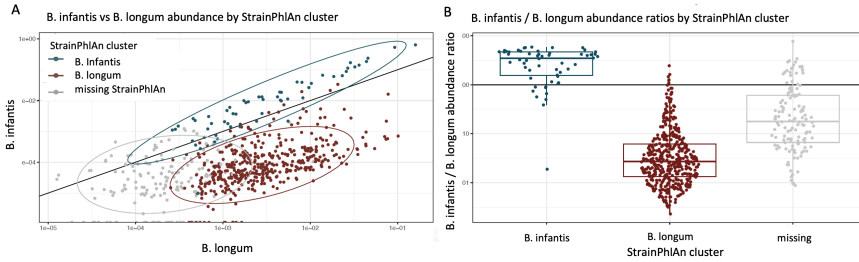 A
B. infantis vs B. longum abundance by StrainPhlAn cluster
StrainPhlAn cluster
B. Infantis
B. longum
missing StrainPhlAn
B. infantis
1e+00
e-02
e-04
1e-05
1e-04
1e-03
1e-02
1e-01
B. longum
B
B. infantis / B. longum abundance ratios by StrainPhlAn cluster
B. infantis / B. longum abundance ratio
00
00
10
01
B. infantis
B. longum
missing
StrainPhlAn cluster